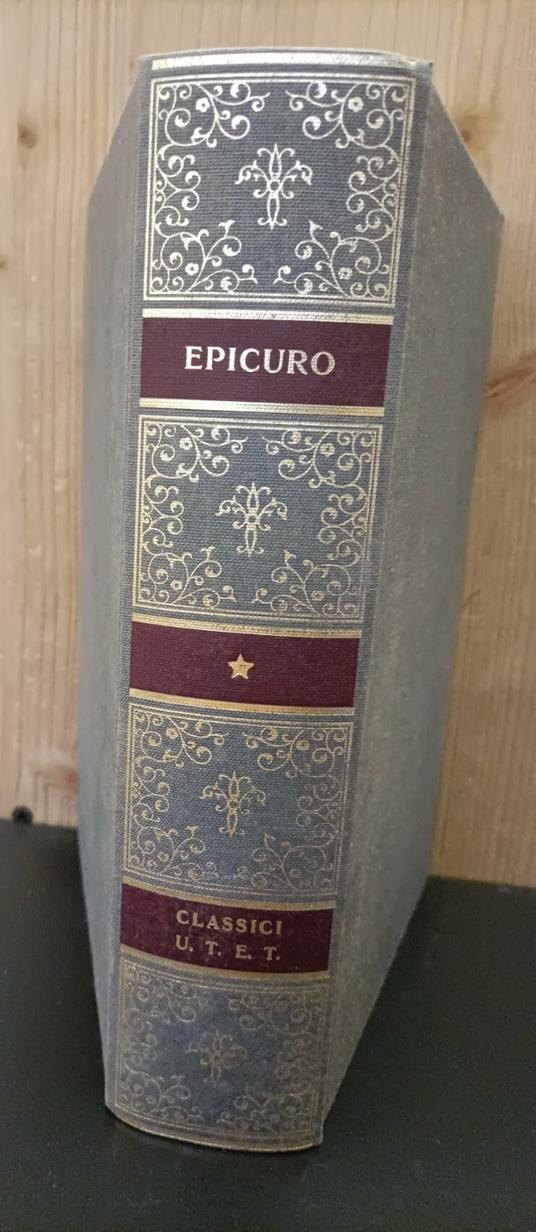 EPICURO
CLASSICI
U. T. E. T.